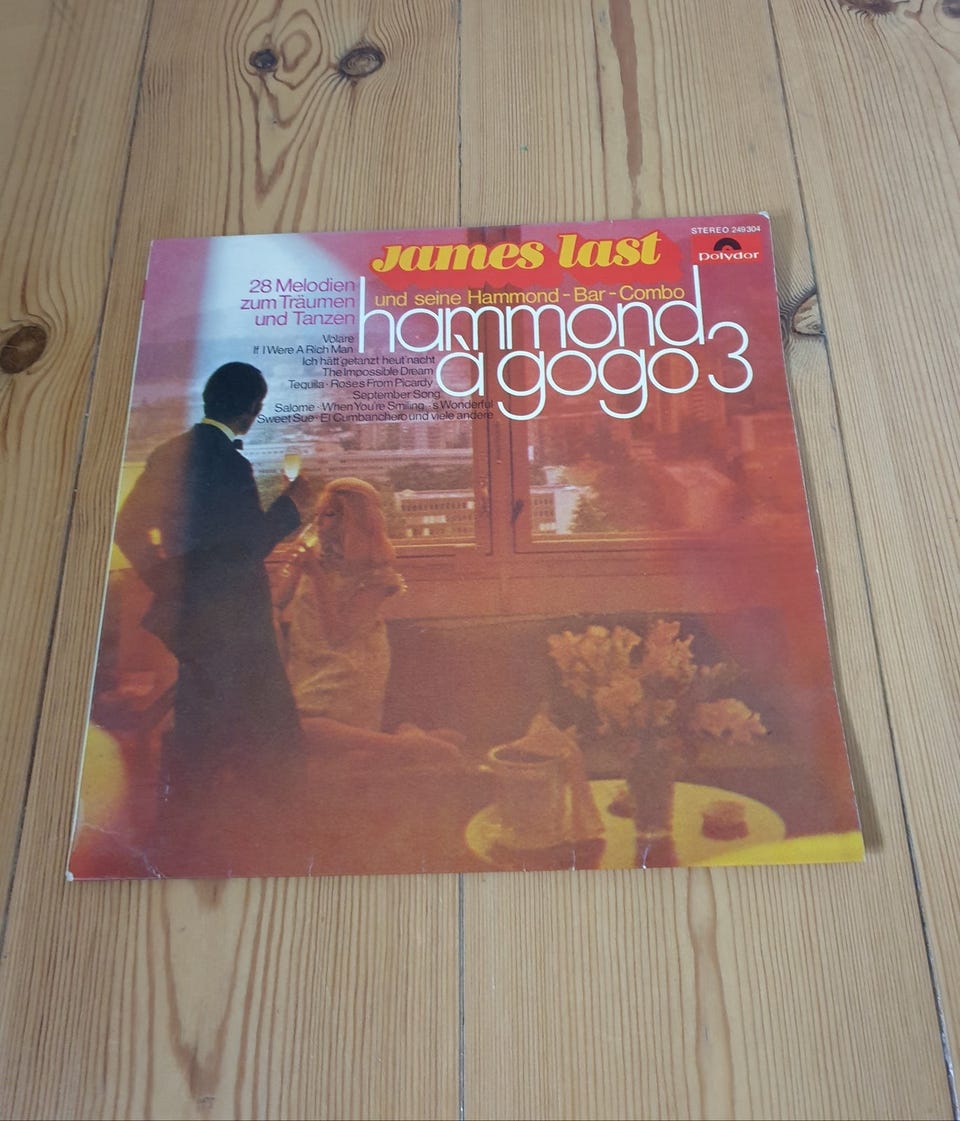 STEREO 249304
polydor
james last
und seine Hammond-Bar-Combo
hammond
à gogo 3
28 Melodien
zum Träumen
und Tanzen
Volare
If I Were A Rich Man
Ich hätt' getanzt heut' nacht
The Impossible Dream
Tequila · Roses From Picardy
September Song
Salome · When You're Smiling · 's Wonderful
Sweet Sue · El Cumbanchero und viele andere